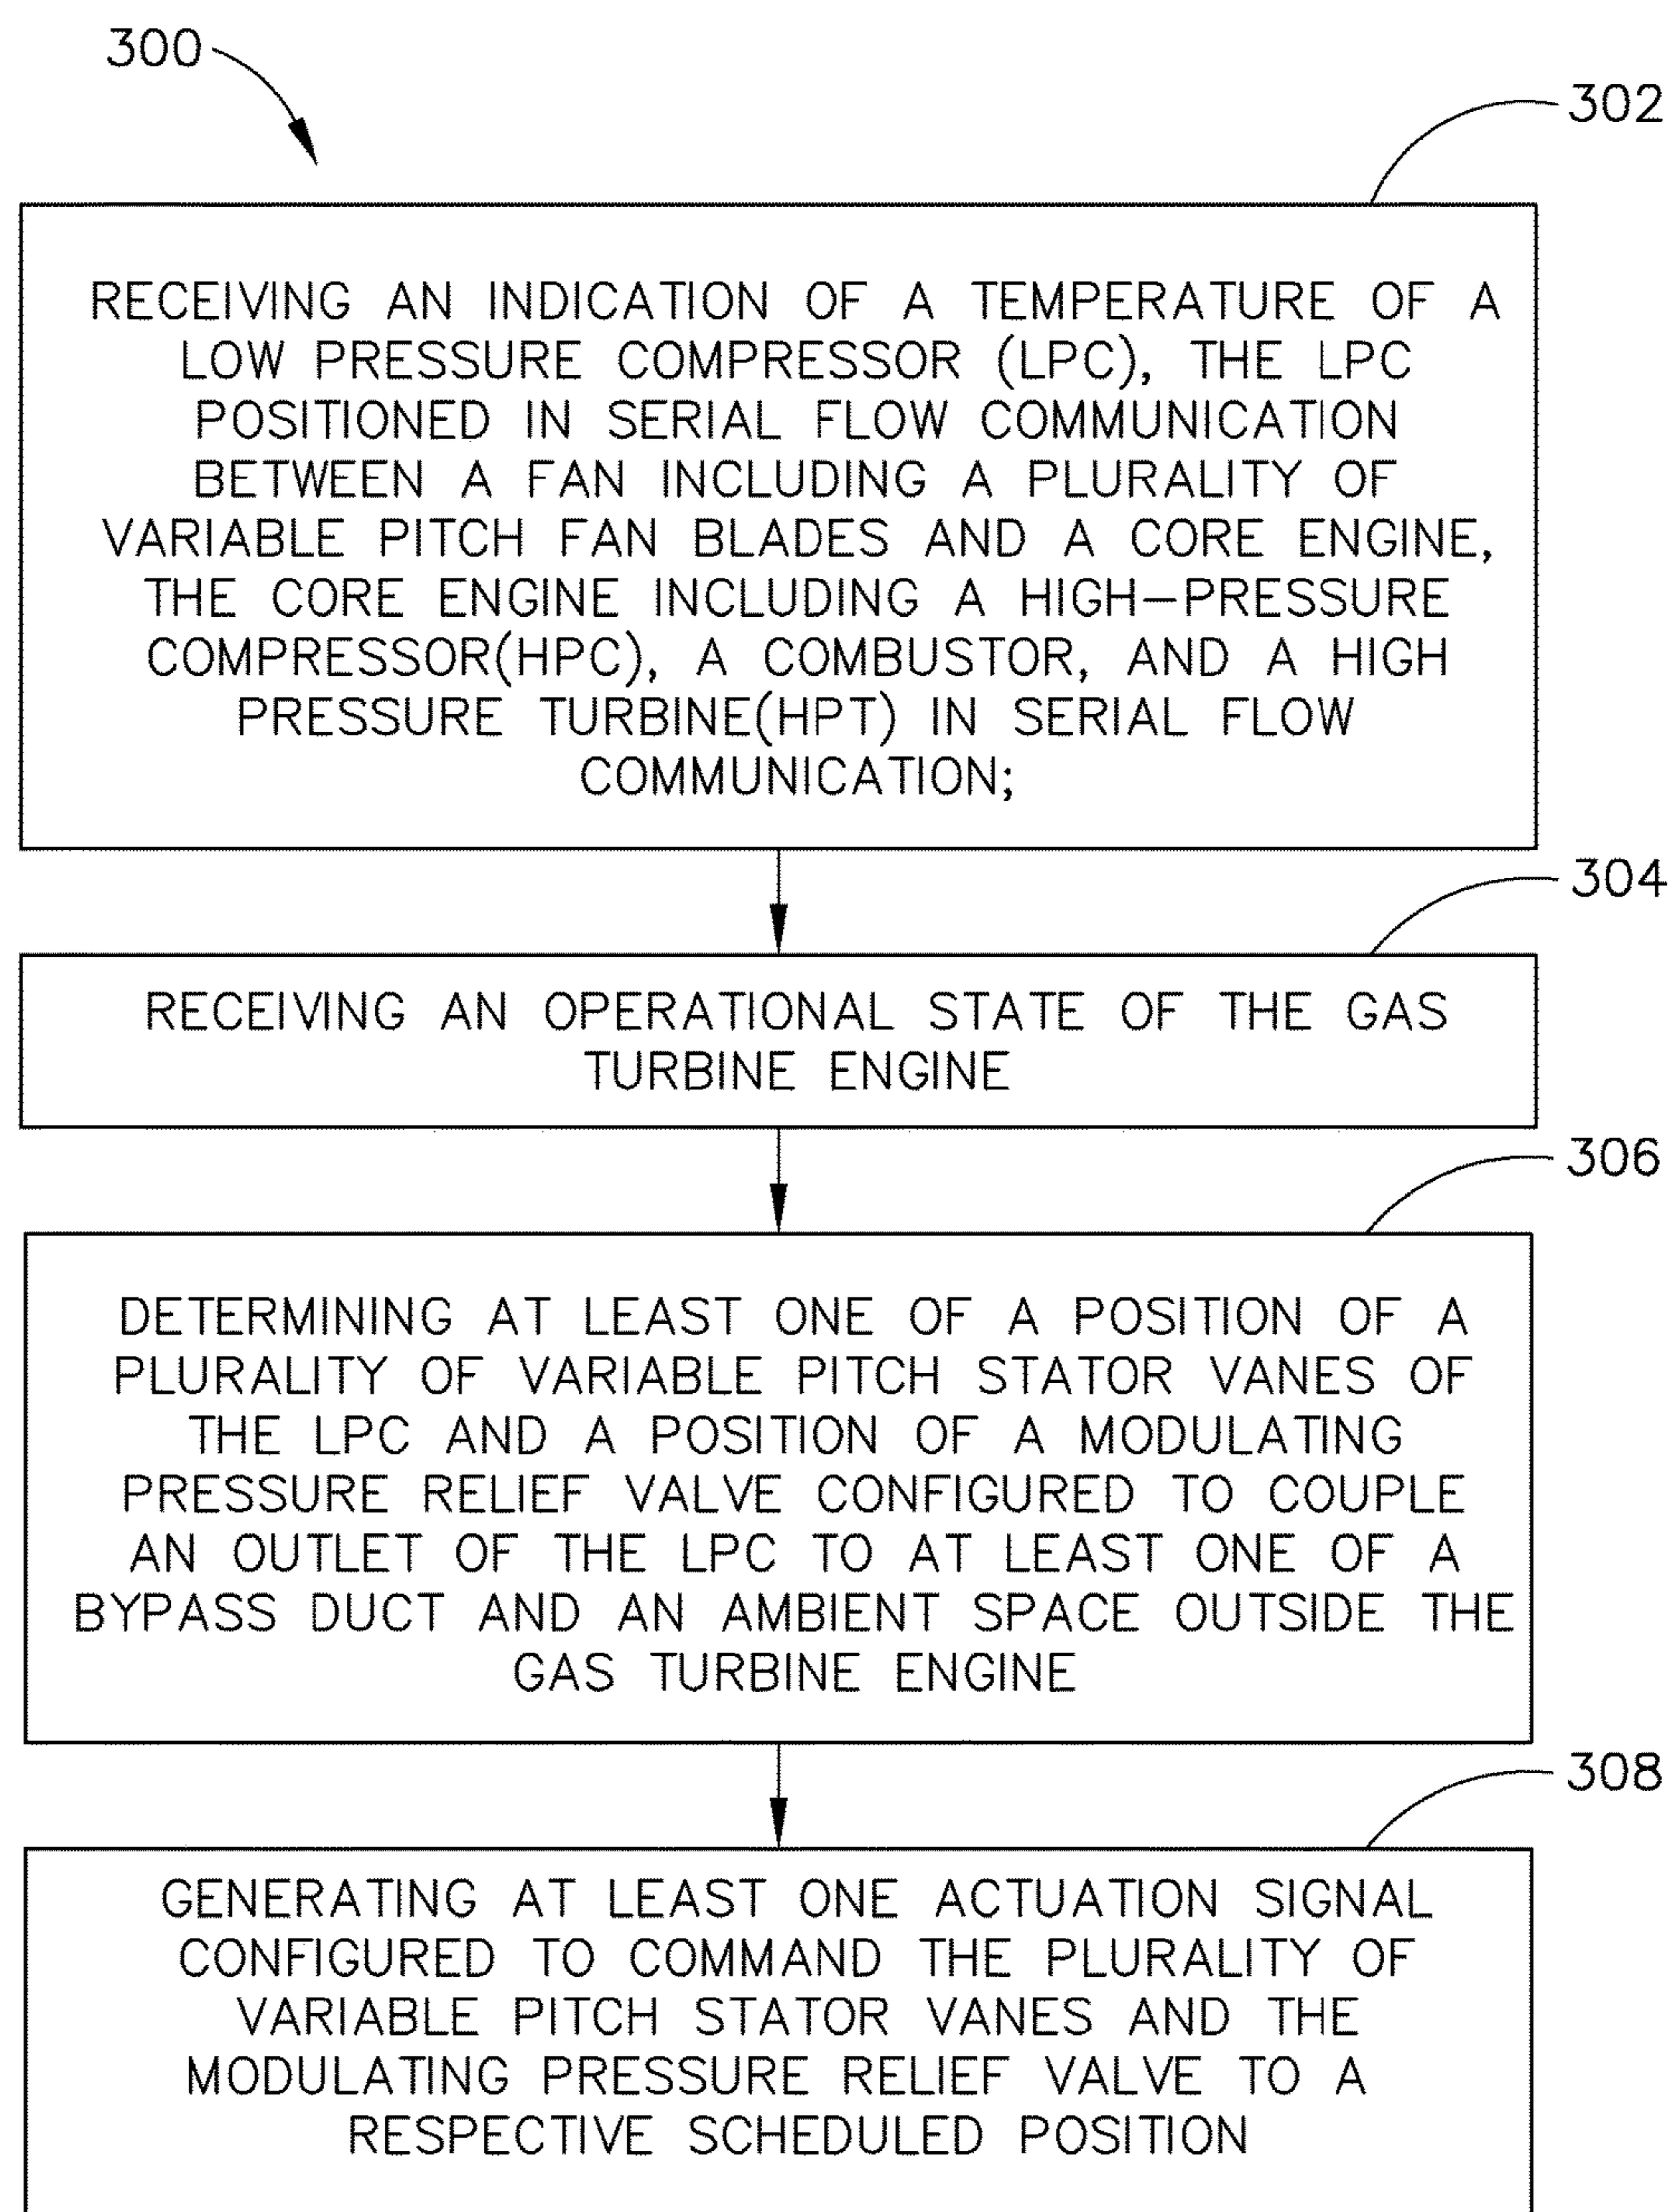 300
302
RECEIVING AN INDICATION OF A TEMPERATURE OF A
LOW PRESSURE COMPRESSOR (LPC), THE LPC
POSITIONED IN SERIAL FLOW COMMUNICATION
BETWEEN A FAN INCLUDING A PLURALITY OF
VARIABLE PITCH FAN BLADES AND A CORE ENGINE,
THE CORE ENGINE INCLUDING A HIGH-PRESSURE
COMPRESSOR(HPC), A COMBUSTOR, AND A HIGH
PRESSURE TURBINE(HPT) IN SERIAL FLOW
COMMUNICATION;
304
RECEIVING AN OPERATIONAL STATE OF THE GAS
TURBINE ENGINE
306
DETERMINING AT LEAST ONE OF A POSITION OF A
PLURALITY OF VARIABLE PITCH STATOR VANES OF
THE LPC AND A POSITION OF A MODULATING
PRESSURE RELIEF VALVE CONFIGURED TO COUPLE
AN OUTLET OF THE LPC TO AT LEAST ONE OF A
BYPASS DUCT AND AN AMBIENT SPACE OUTSIDE THE
GAS TURBINE ENGINE
308
GENERATING AT LEAST ONE ACTUATION SIGNAL
CONFIGURED TO COMMAND THE PLURALITY OF
VARIABLE PITCH STATOR VANES AND THE
MODULATING PRESSURE RELIEF VALVE TO A
RESPECTIVE SCHEDULED POSITION